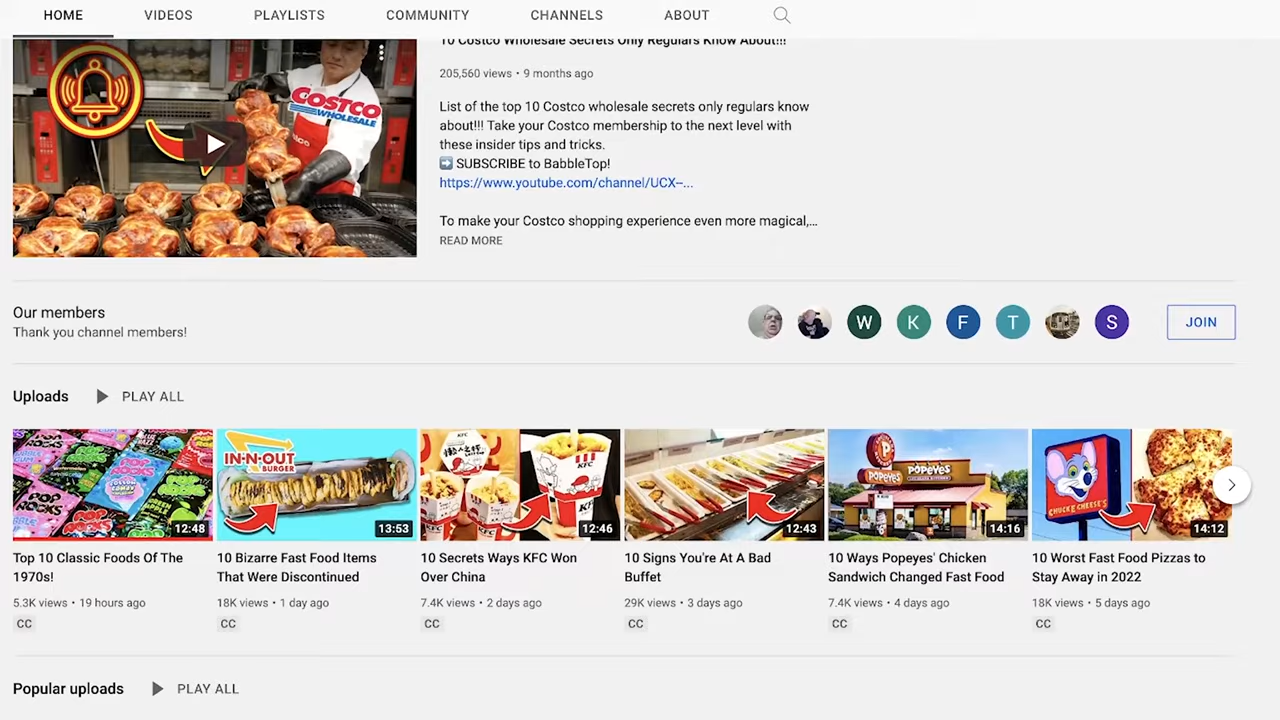 HOME VIDEOS PLAYLISTS COMMUNITY CHANNELS ABOUT
10 Costco Wholesale Secrets Only Regulars Know About!!!
205,560 views • 9 months ago
List of the top 10 Costco wholesale secrets only regulars know
about!!! Take your Costco membership to the next level with
these insider tips and tricks.
➡️ SUBSCRIBE to BabbleTop!
https://www.youtube.com/channel/UCX-...
To make your Costco shopping experience even more magical,...
READ MORE
COSTCO
WHOLESALE
Our members
Thank you channel members!
W K F T S
JOIN
Uploads PLAY ALL
POP ROCKS
12:48
IN-N-OUT
BURGER
13:53
KFC
12:46
12:43
POPEYES
POPEYES
14:16
CHUCK E CHEESE'S
14:12
Top 10 Classic Foods Of The
1970s!
5.3K views • 19 hours ago
CC
10 Bizarre Fast Food Items
That Were Discontinued
18K views • 1 day ago
CC
10 Secrets Ways KFC Won
Over China
7.4K views • 2 days ago
CC
10 Signs You're At A Bad
Buffet
29K views • 3 days ago
CC
10 Ways Popeyes' Chicken
Sandwich Changed Fast Food
7.4K views • 4 days ago
CC
10 Worst Fast Food Pizzas to
Stay Away in 2022
18K views • 5 days ago
CC
Popular uploads PLAY ALL